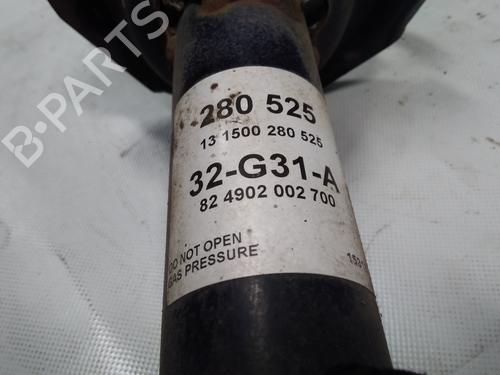 280 525
13 1500 280 525
32-G31-A
82 4902 002 700
DO NOT OPEN
GAS PRESSURE
B-PARTS